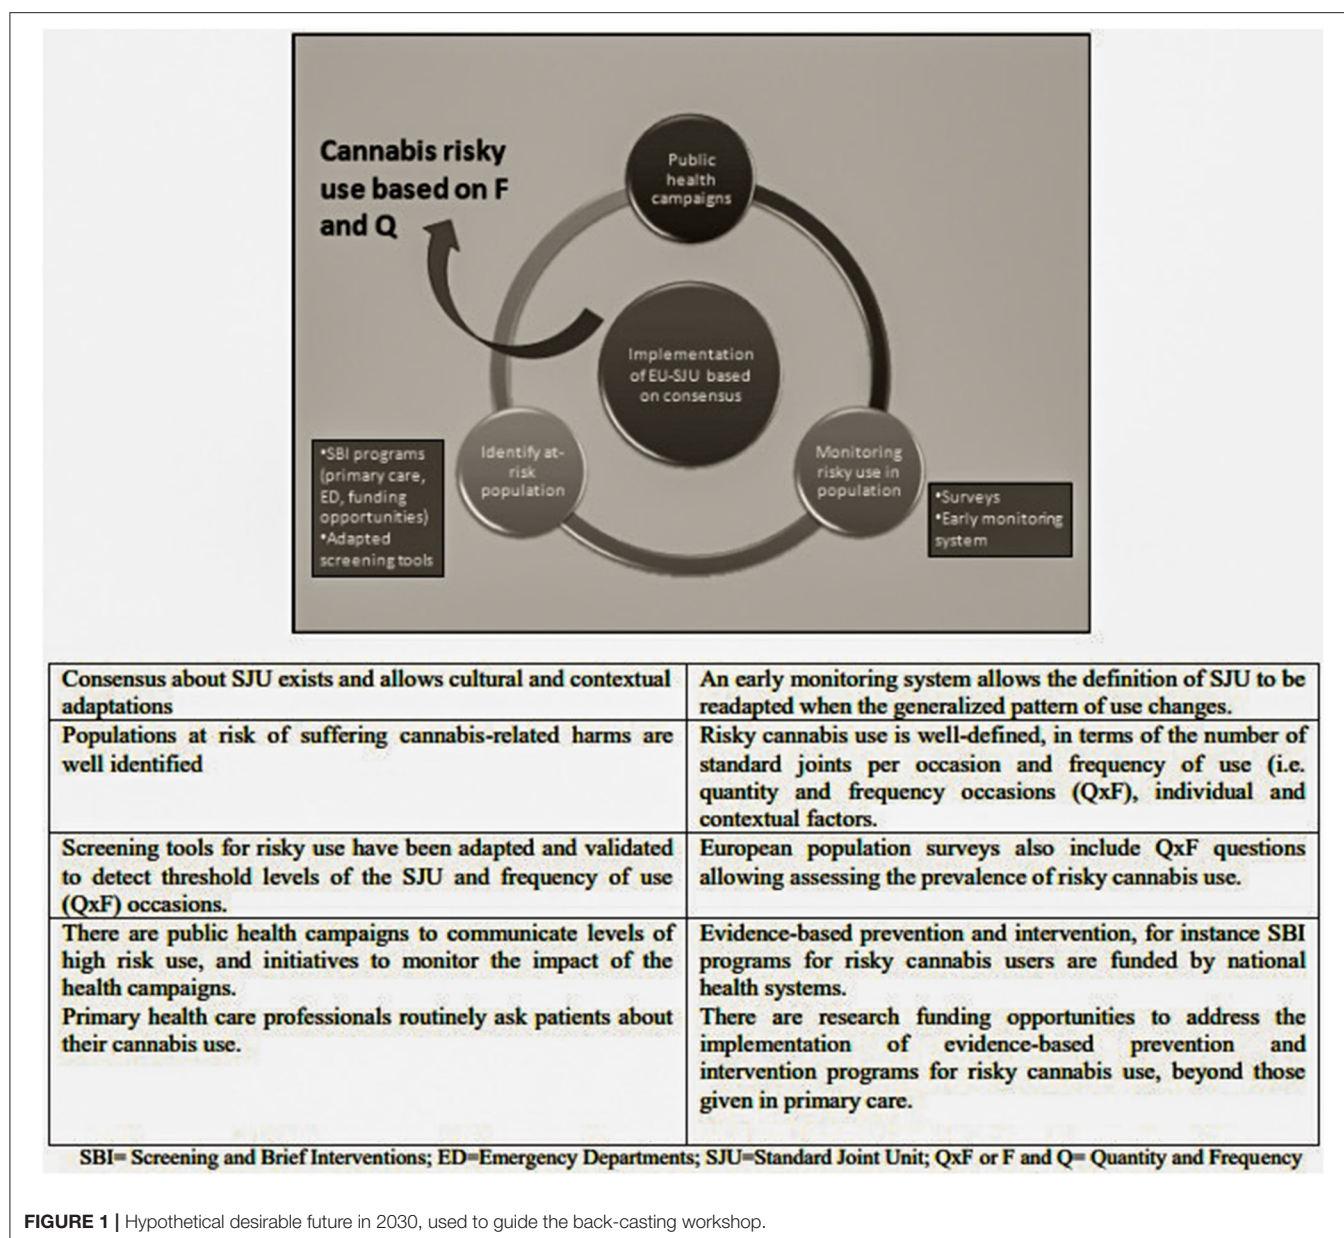 Cannabis risky
use based on F
and Q
Public
health
campaigns
Implementation
of EU-SJU based
on consensus
•SBI programs
(primary care,
ED, funding
opportunities)
•Adapted
screening tools
Identify at-
risk
population
Monitoring
risky use in
population
•Surveys
•Early monitoring
system
Consensus about SJU exists and allows cultural and contextual
adaptations
An early monitoring system allows the definition of SJU to be
readapted when the generalized pattern of use changes.
Populations at risk of suffering cannabis-related harms are
well identified
Risky cannabis use is well-defined, in terms of the number of
standard joints per occasion and frequency of use (i.e.
quantity and frequency occasions (QxF), individual and
contextual factors.
Screening tools for risky use have been adapted and validated
to detect threshold levels of the SJU and frequency of use
(QxF) occasions.
European population surveys also include QxF questions
allowing assessing the prevalence of risky cannabis use.
There are public health campaigns to communicate levels of
high risk use, and initiatives to monitor the impact of the
health campaigns.
Primary health care professionals routinely ask patients about
their cannabis use.
Evidence-based prevention and intervention, for instance SBI
programs for risky cannabis users are funded by national
health systems.
There are research funding opportunities to address the
implementation of evidence-based prevention and
intervention programs for risky cannabis use, beyond those
given in primary care.
SBI= Screening and Brief Interventions; ED=Emergency Departments; SJU=Standard Joint Unit; QxF or F and Q= Quantity and Frequency
FIGURE 1 | Hypothetical desirable future in 2030, used to guide the back-casting workshop.